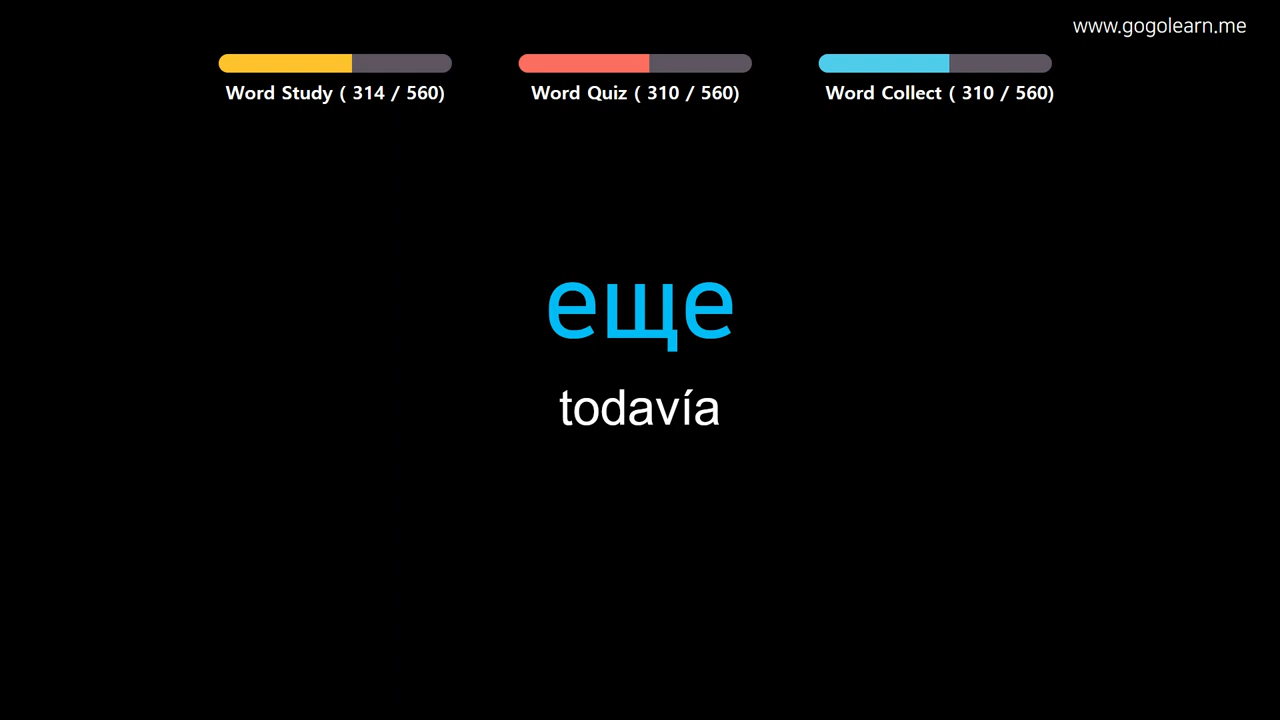 www.gogolearn.me
Word Study ( 314 / 560)
Word Quiz ( 310 / 560)
Word Collect ( 310 / 560)
еще
todavía